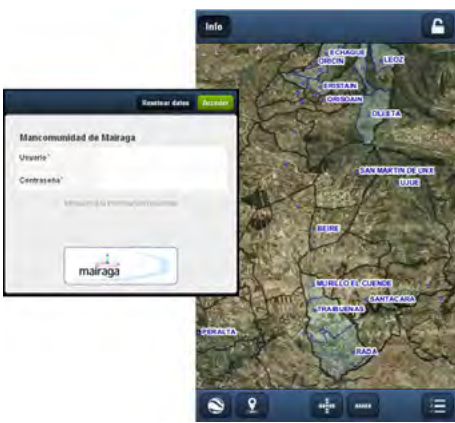 Info
ECHAGUE
ORICIN
LEOZ
ERISTAIN
ORISOAIN
OLLETA
SAN MARTIN DE UNX
UJUE
BEIRE
MURILLO EL CUENDE
SANTACARA
TRAIBUENAS
PERALTA
RADA
Resetear datos
Acceder
Mancomunidad de Mairaga
Usuario*
Contraseña*
mairaga